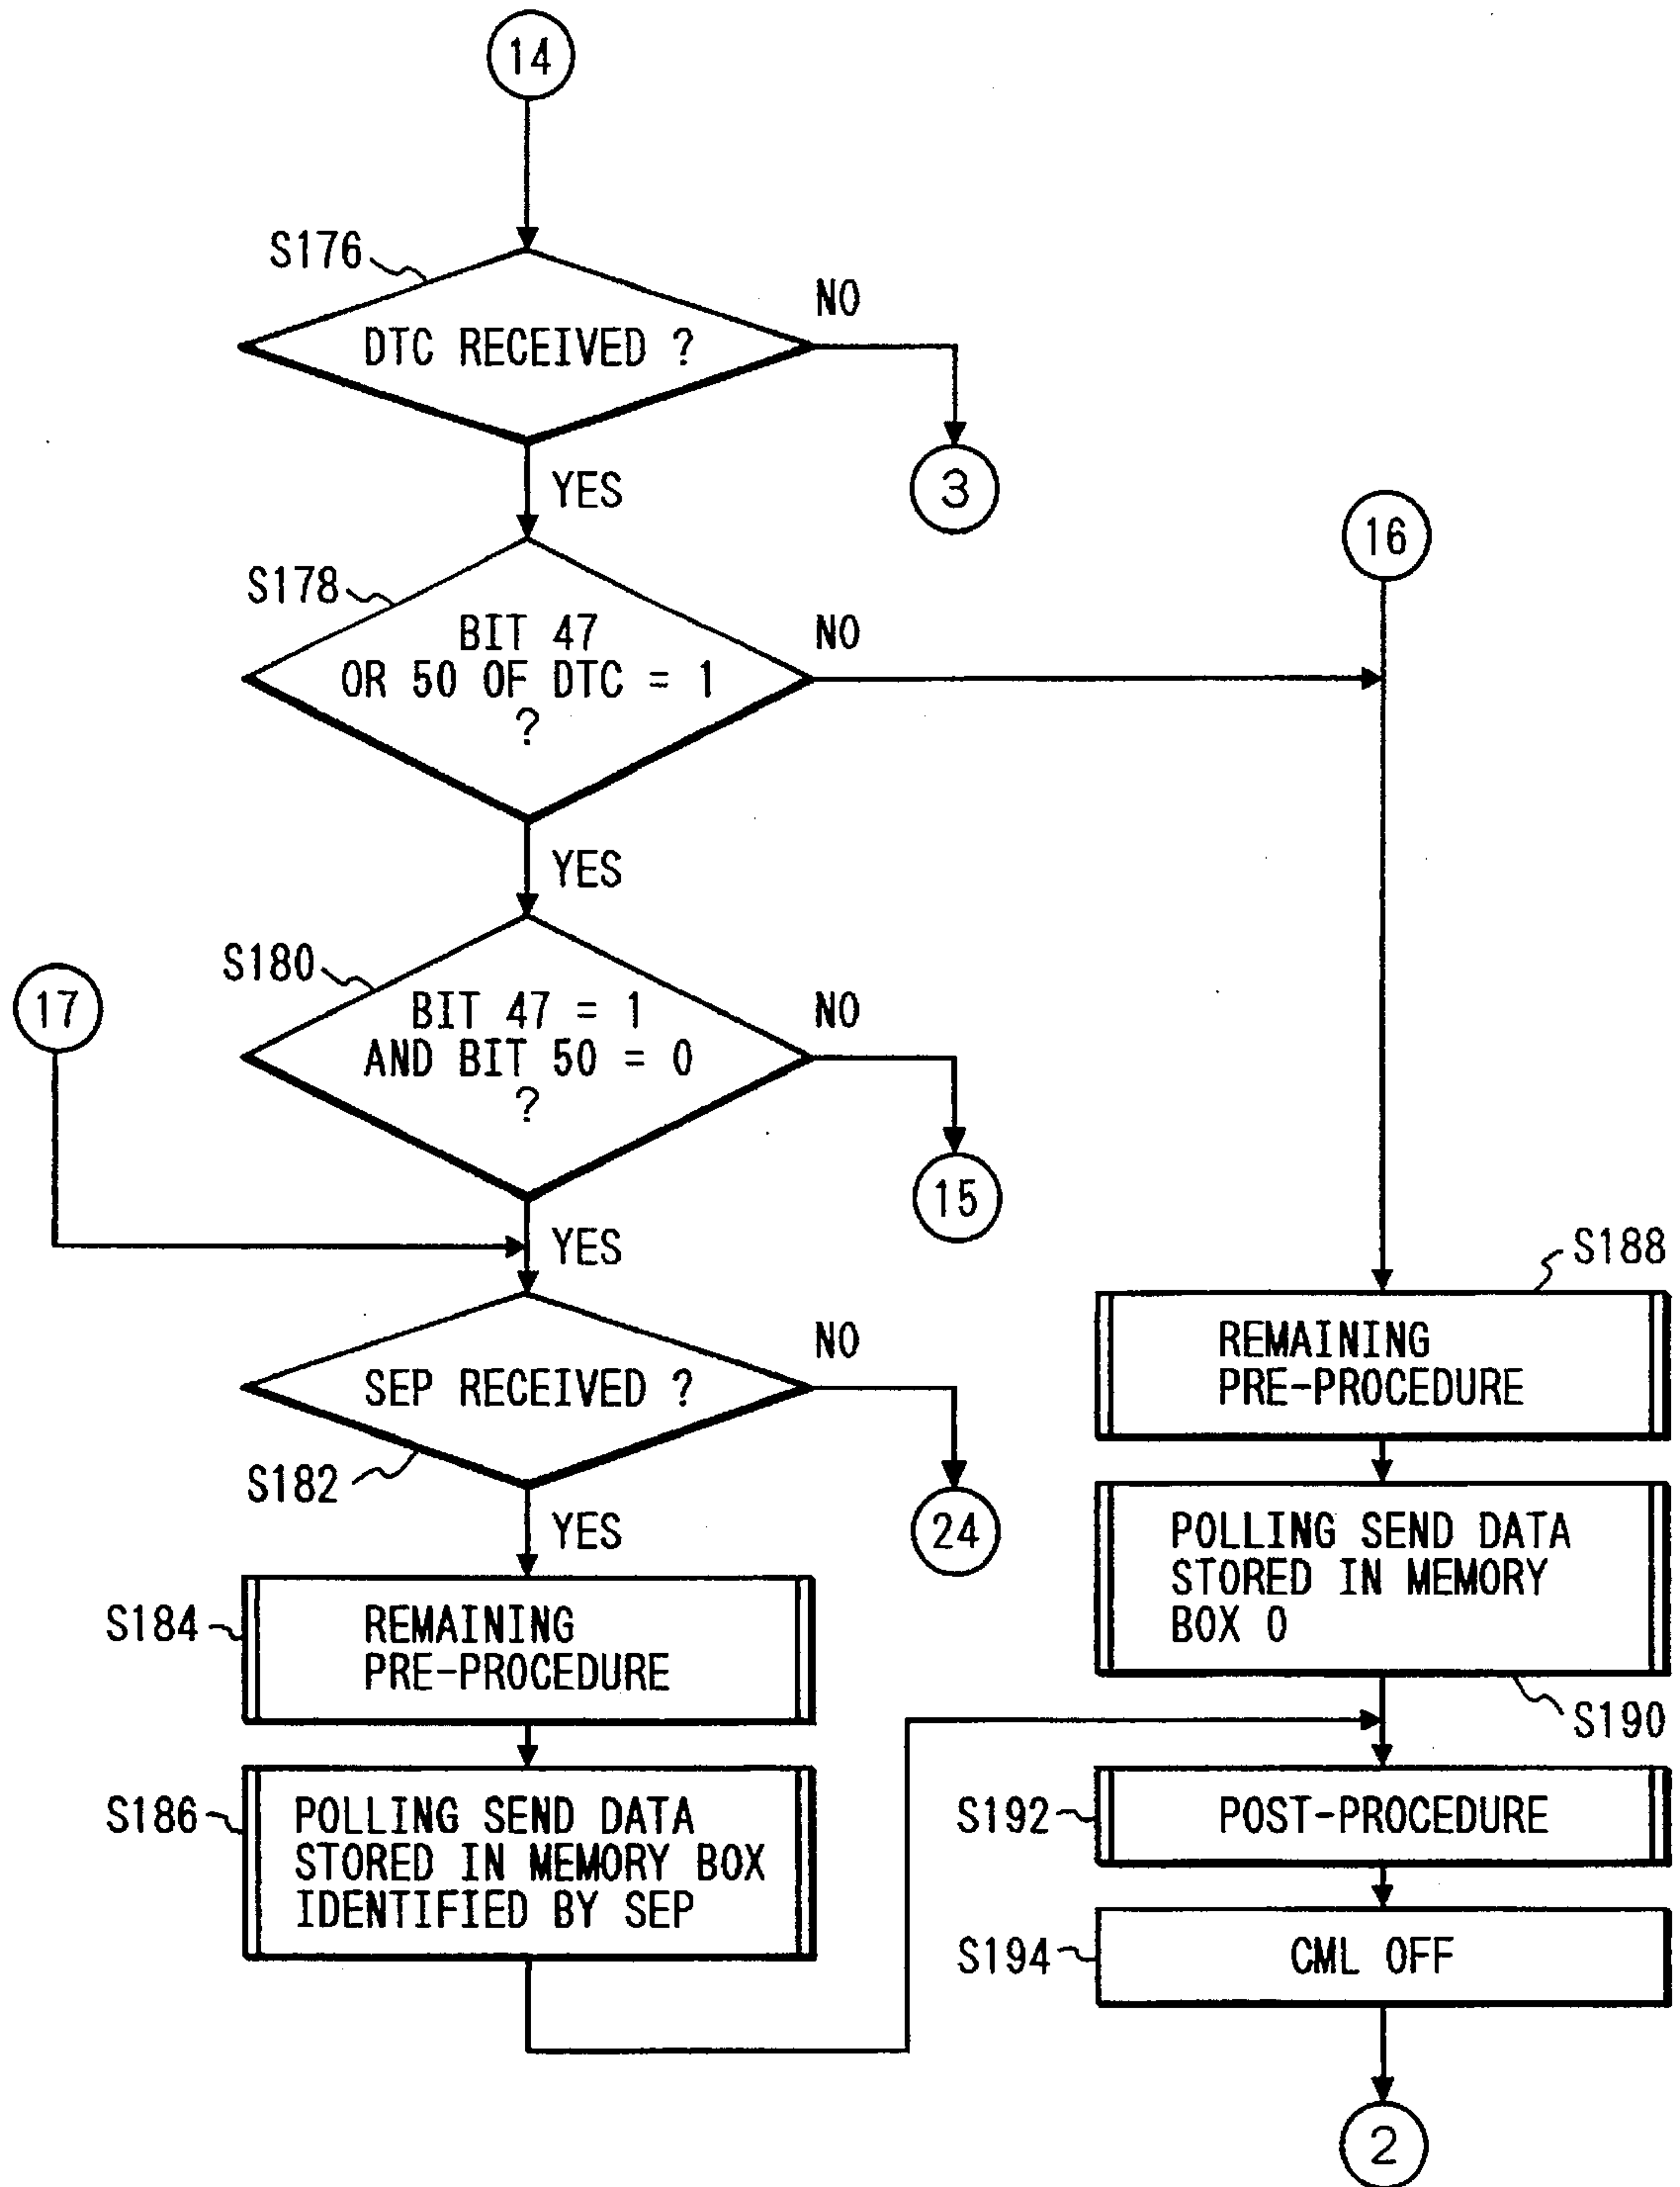 14
S176
DTC RECEIVED ?
NO
3
YES
S178
BIT 47
OR 50 OF DTC = 1
?
NO
16
YES
S180
BIT 47 = 1
AND BIT 50 = 0
?
NO
15
17
YES
SEP RECEIVED ?
NO
S182
24
YES
S184
REMAINING
PRE-PROCEDURE
S186
POLLING SEND DATA
STORED IN MEMORY BOX
IDENTIFIED BY SEP
S188
REMAINING
PRE-PROCEDURE
POLLING SEND DATA
STORED IN MEMORY
BOX 0
S190
S192
POST-PROCEDURE
S194
CML OFF
2